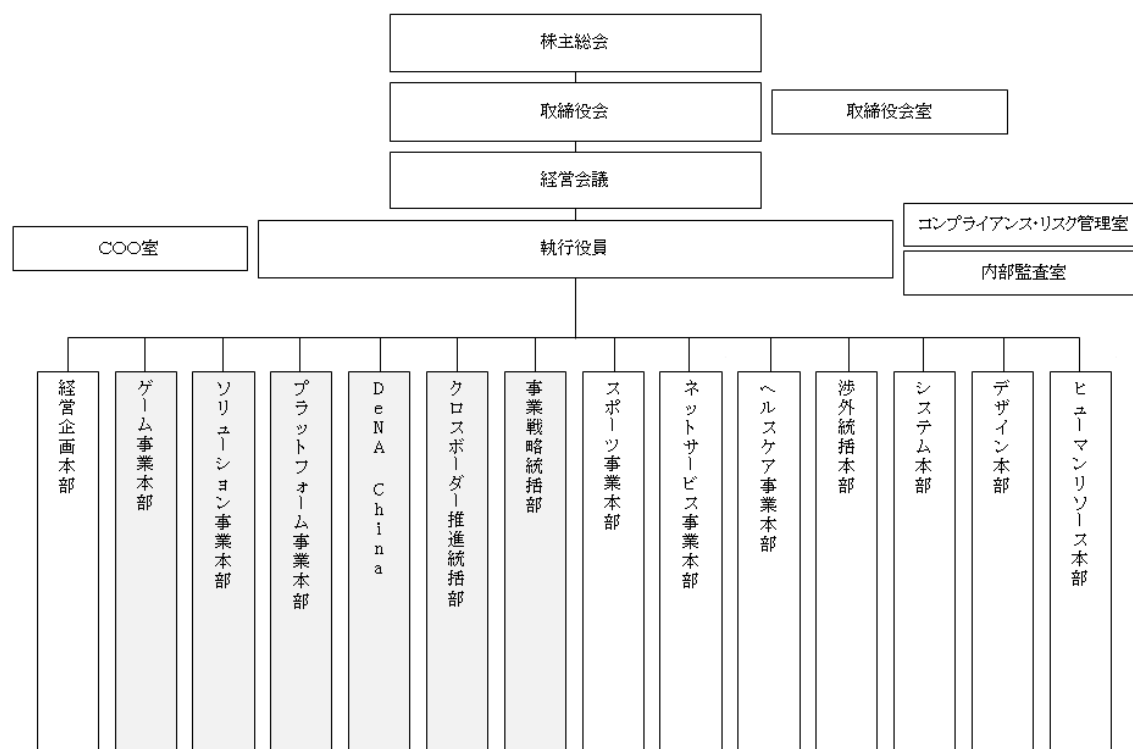 株主総会
取締役会
取締役会室
経営会議
コンプライアンス・リスク管理室
COO室
執行役員
内部監査室
経営企画本部
ゲーム事業本部
ソリューション事業本部
プラットフォーム事業本部
DeNA China
クロスボーダー推進統括部
事業戦略統括部
スポーツ事業本部
ネットサービス事業本部
ヘルスケア事業本部
渉外統括本部
システム本部
デザイン本部
ヒューマンリソース本部